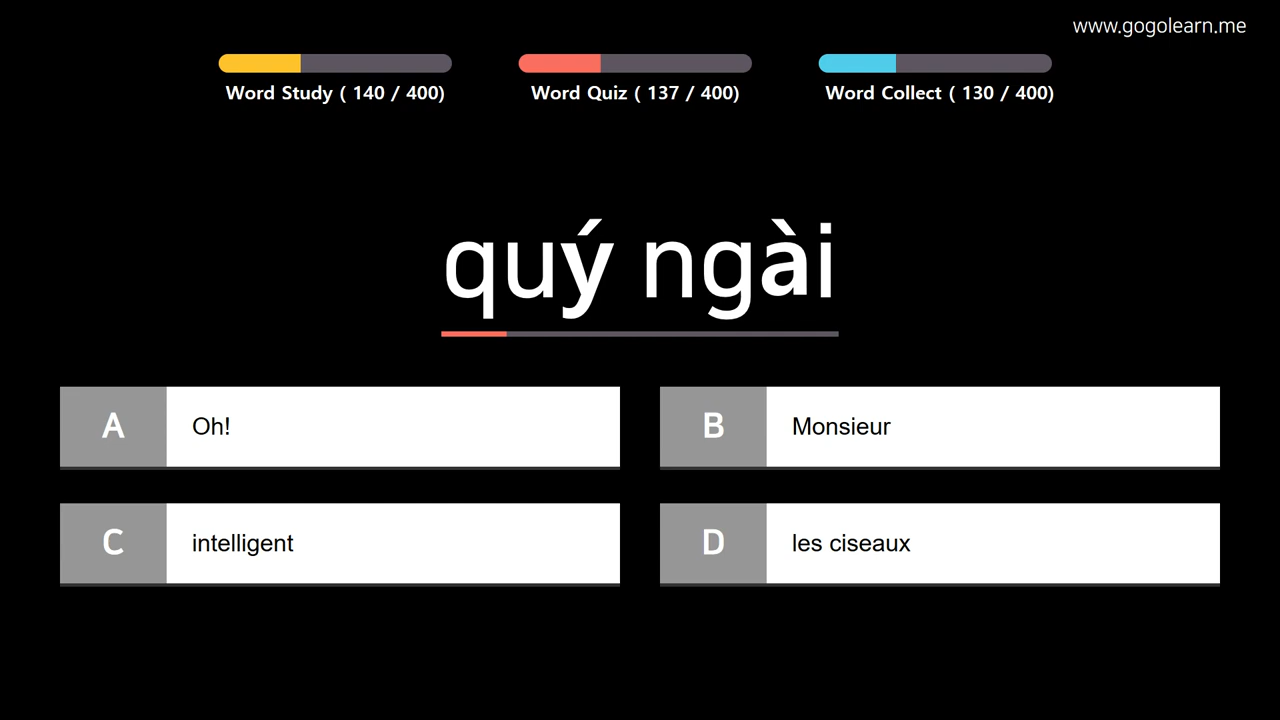 www.gogolearn.me
Word Study ( 140 / 400)
Word Quiz ( 137 / 400)
Word Collect ( 130 / 400)
quý ngài
A
Oh!
B
Monsieur
C
intelligent
D
les ciseaux